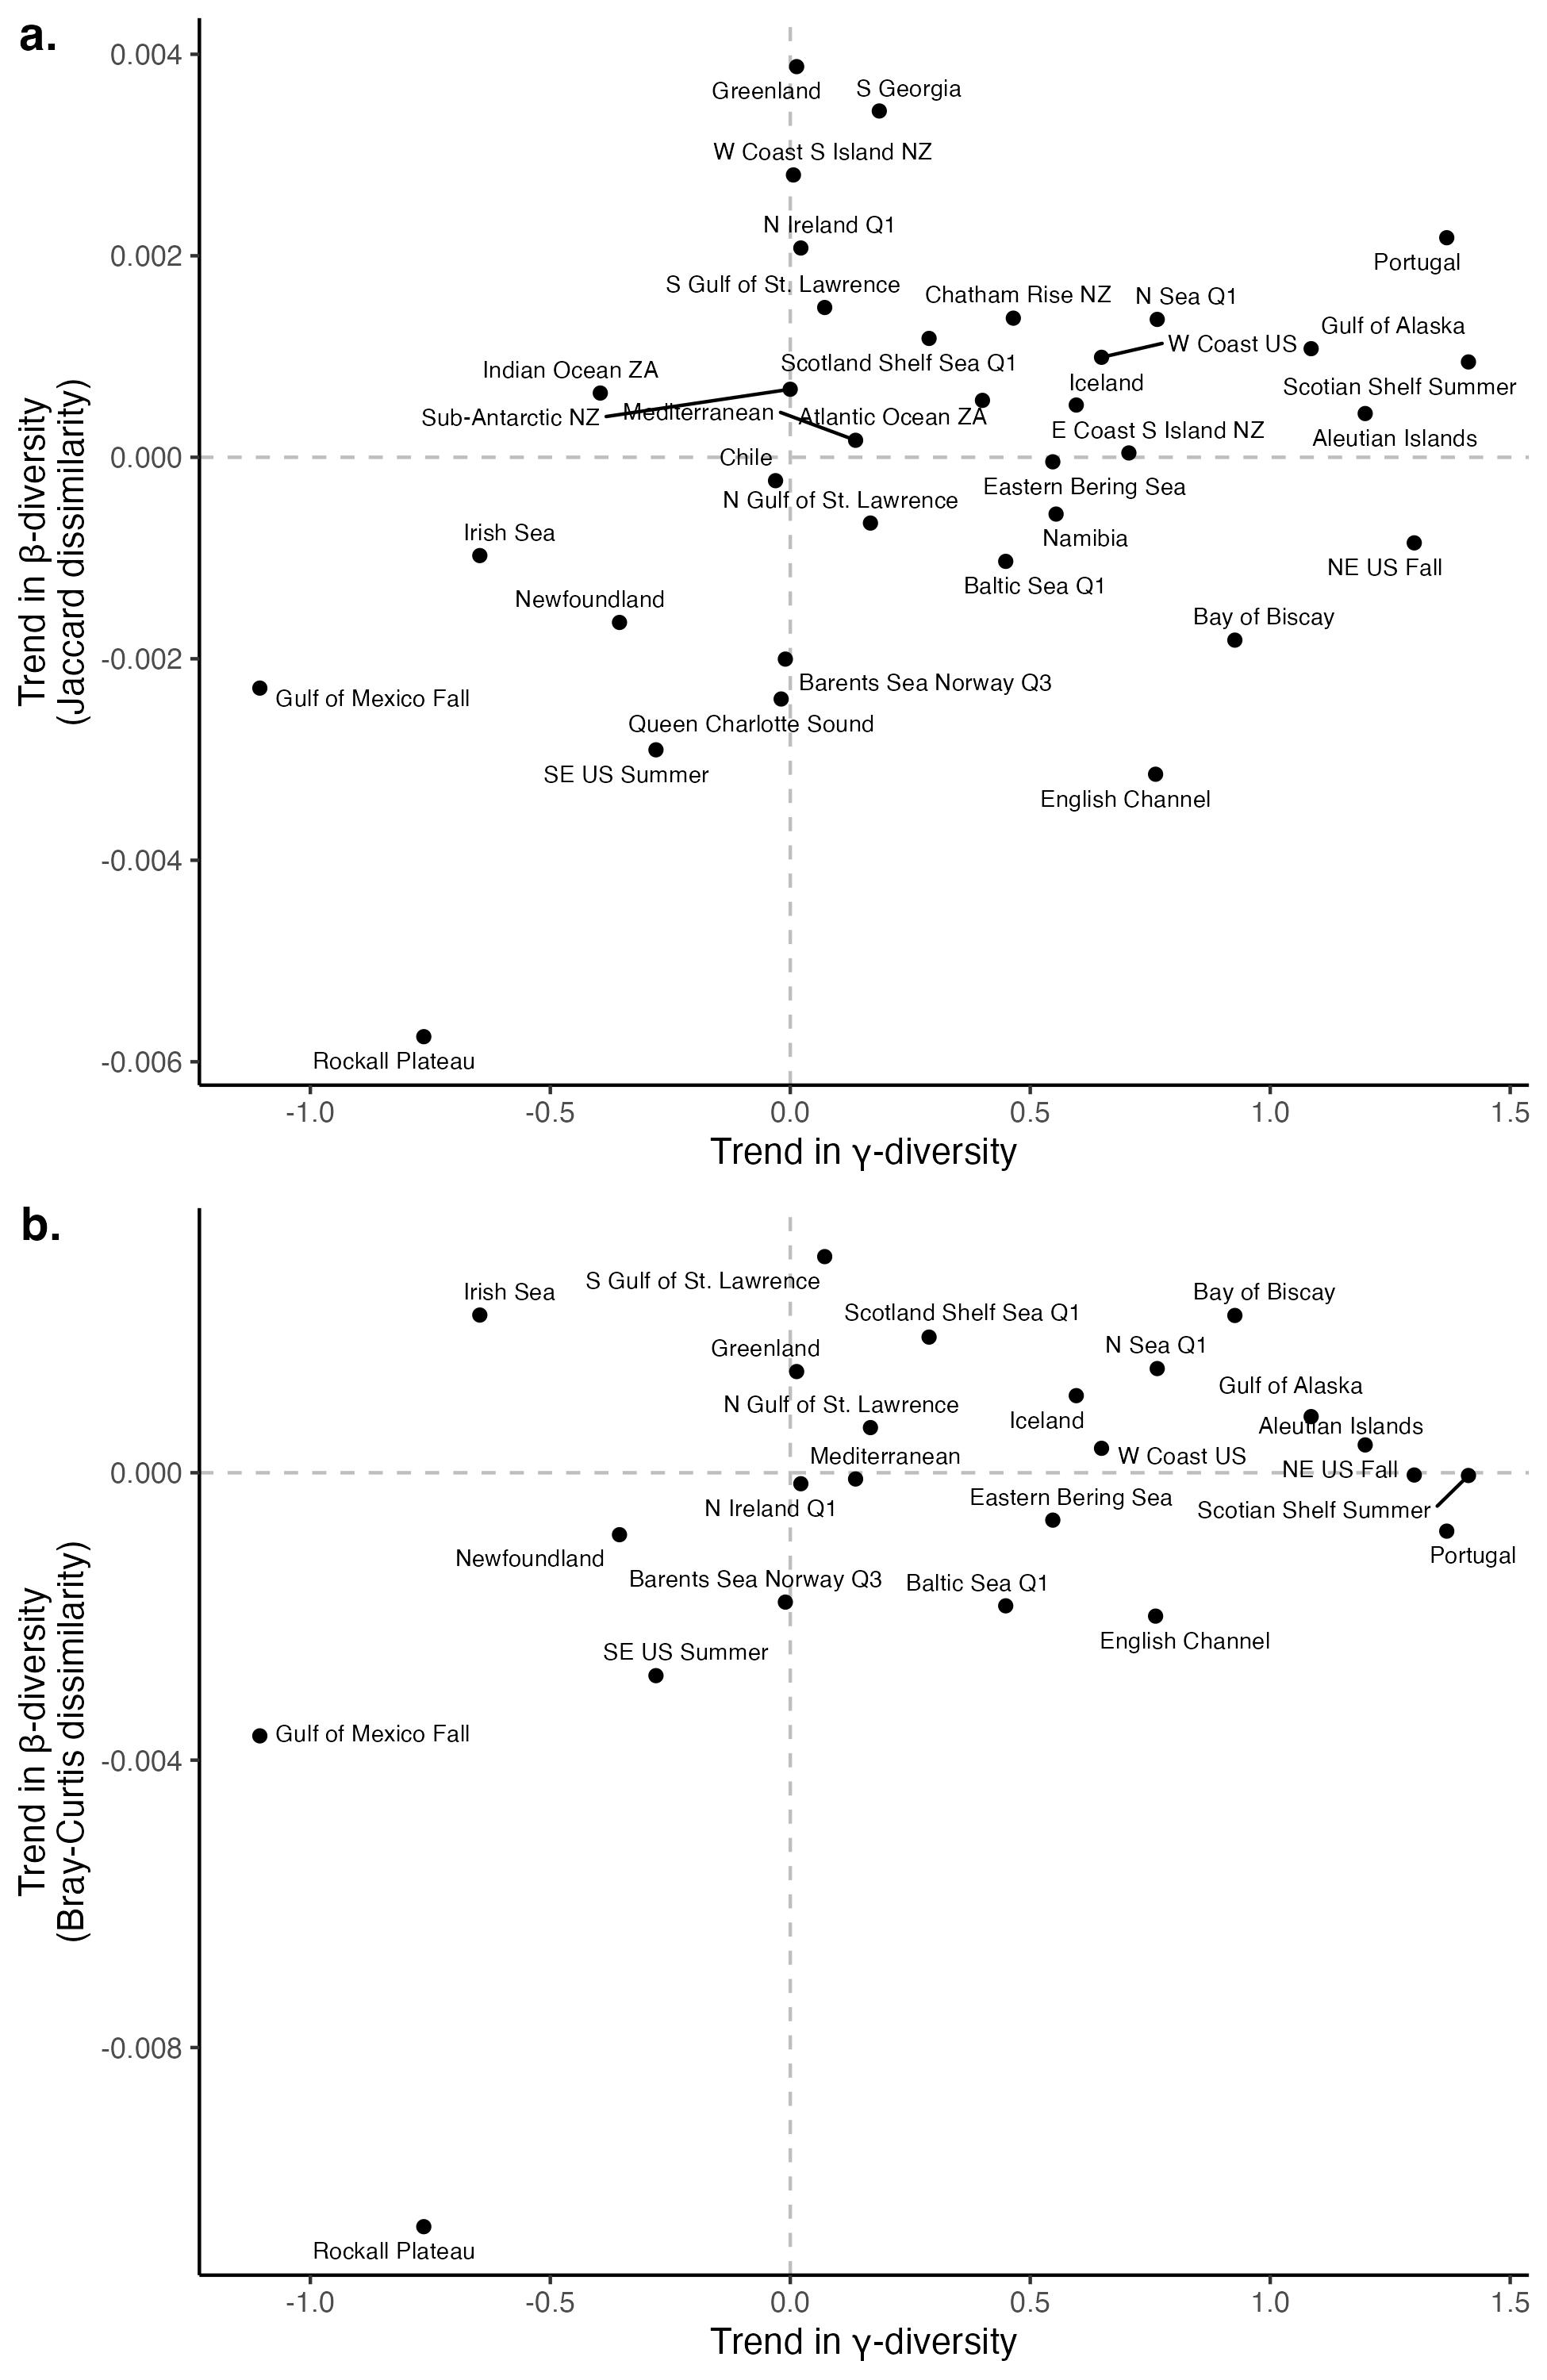 a.
0.004
0.002
0.000
-0.002
-0.004
-0.006
Trend in β-diversity
(Jaccard dissimilarity)
Greenland
S Georgia
W Coast S Island NZ
N Ireland Q1
Portugal
S Gulf of St. Lawrence
Chatham Rise NZ
N Sea Q1
Gulf of Alaska
W Coast US
Scotland Shelf Sea Q1
Indian Ocean ZA
Iceland
Scotian Shelf Summer
Sub-Antarctic NZ
Mediterranean
Atlantic Ocean ZA
E Coast S Island NZ
Aleutian Islands
Chile
Eastern Bering Sea
N Gulf of St. Lawrence
Irish Sea
Namibia
NE US Fall
Baltic Sea Q1
Newfoundland
Bay of Biscay
Barents Sea Norway Q3
Gulf of Mexico Fall
Queen Charlotte Sound
SE US Summer
English Channel
Rockall Plateau
-1.0
-0.5
0.0
0.5
1.0
1.5
Trend in γ-diversity
b.
0.000
-0.004
-0.008
Trend in β-diversity
(Bray-Curtis dissimilarity)
S Gulf of St. Lawrence
Irish Sea
Bay of Biscay
Scotland Shelf Sea Q1
Greenland
N Sea Q1
Gulf of Alaska
N Gulf of St. Lawrence
Iceland
Aleutian Islands
Mediterranean
W Coast US
NE US Fall
N Ireland Q1
Eastern Bering Sea
Scotian Shelf Summer
Newfoundland
Portugal
Barents Sea Norway Q3
Baltic Sea Q1
English Channel
SE US Summer
Gulf of Mexico Fall
Rockall Plateau
-1.0
-0.5
0.0
0.5
1.0
1.5
Trend in γ-diversity